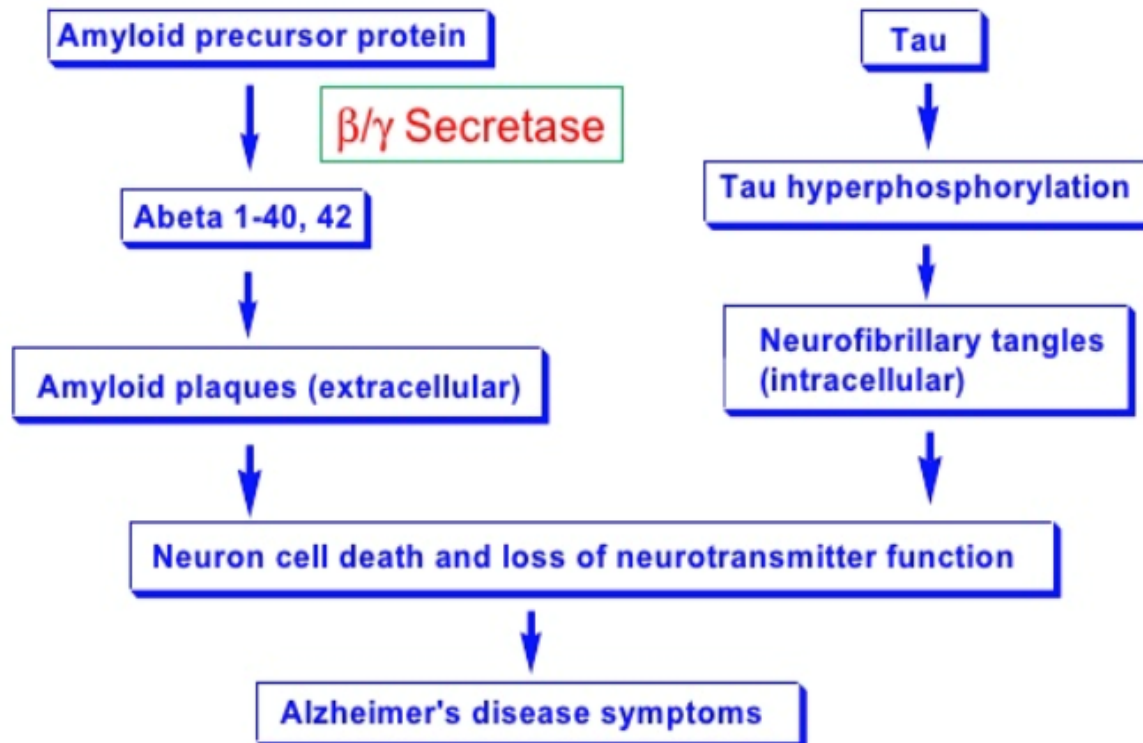 Amyloid precursor protein
Tau
β/γ Secretase
Tau hyperphosphorylation
Abeta 1-40, 42
Neurofibrillary tangles
(intracellular)
Amyloid plaques (extracellular)
Neuron cell death and loss of neurotransmitter function
Alzheimer's disease symptoms